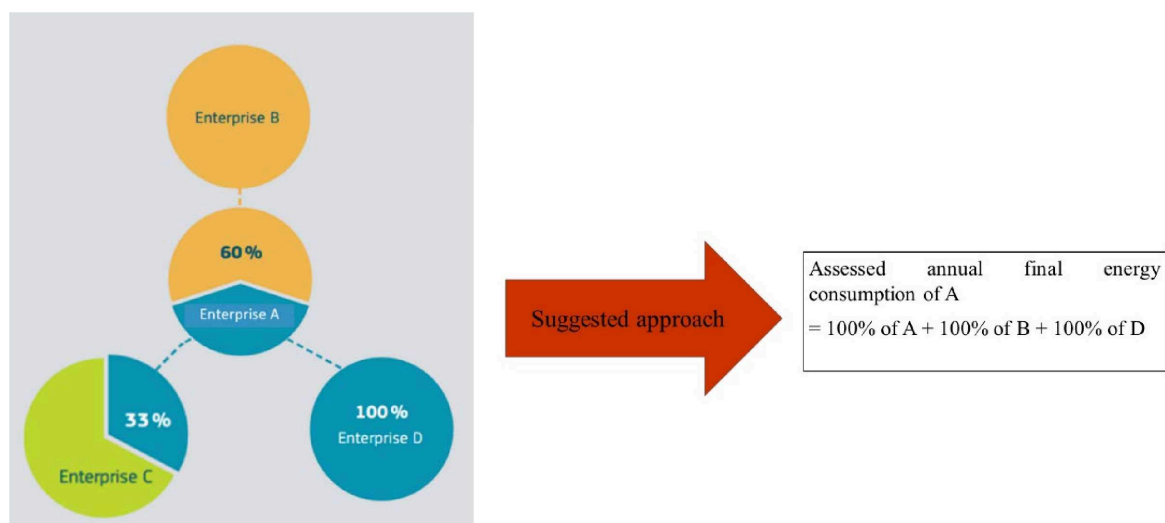 Enterprise B
60%
Enterprise A
33%
Enterprise C
100%
Enterprise D
Suggested approach
Assessed annual final energy
consumption of A
= 100% of A + 100% of B + 100% of D